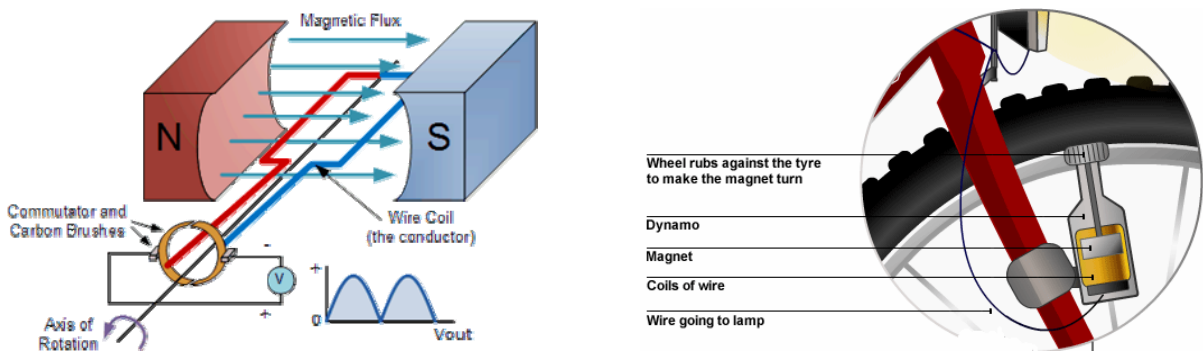 Magnetic Flux
N
S
Commutator and
Carbon Brushes
Wire Coil
(the conductor)
-
V
+
+
0
Vout
Axis of
Rotation
Wheel rubs against the tyre
to make the magnet turn
Dynamo
Magnet
Coils of wire
Wire going to lamp